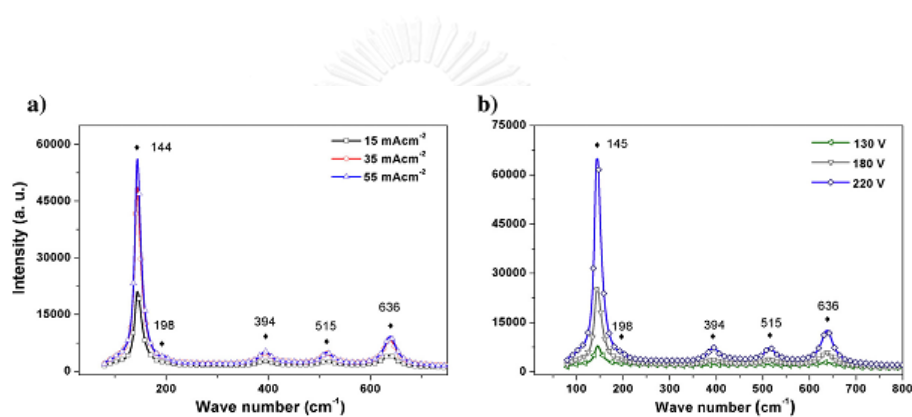 a)
Intensity (a. u.)
60000
45000
30000
15000
0
144
198
394
515
636
15 mAcm⁻²
35 mAcm⁻²
55 mAcm⁻²
200
400
600
Wave number (cm⁻¹)
b)
75000
60000
45000
30000
15000
0
145
198
394
515
636
130 V
180 V
220 V
100
200
300
400
500
600
700
800
Wave number (cm⁻¹)